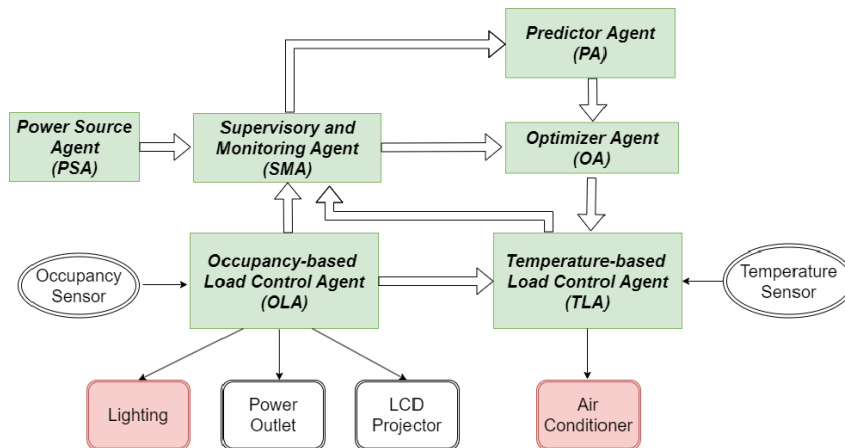 Predictor Agent
(PA)
Power Source
Agent
(PSA)
Supervisory and
Monitoring Agent
(SMA)
Optimizer Agent
(OA)
Occupancy
Sensor
Occupancy-based
Load Control Agent
(OLA)
Temperature-based
Load Control Agent
(TLA)
Temperature
Sensor
Lighting
Power
Outlet
LCD
Projector
Air
Conditioner